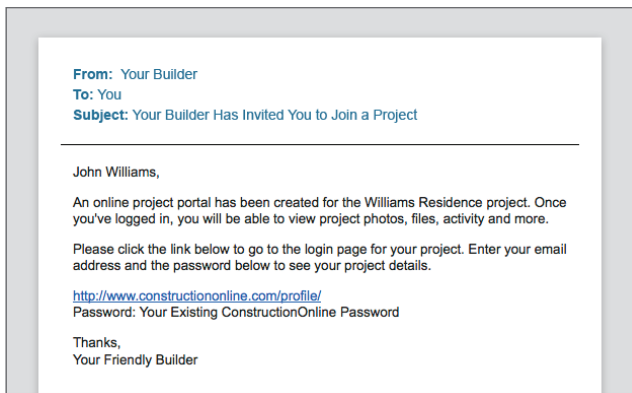 From: Your Builder
To: You
Subject: Your Builder Has Invited You to Join a Project
John Williams,
An online project portal has been created for the Williams Residence project. Once
you've logged in, you will be able to view project photos, files, activity and more.
Please click the link below to go to the login page for your project. Enter your email
address and the password below to see your project details.
http://www.constructiononline.com/profile/
Password: Your Existing ConstructionOnline Password
Thanks,
Your Friendly Builder